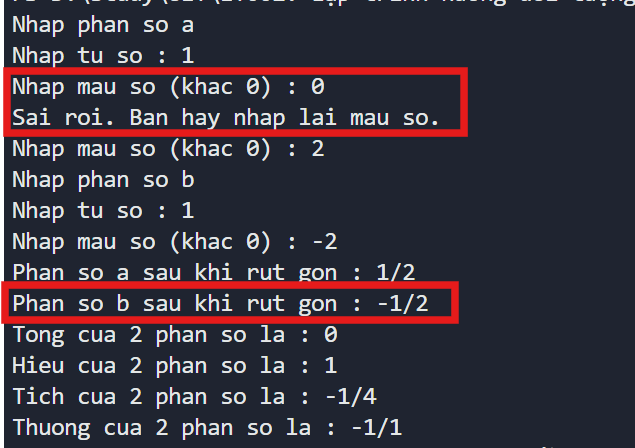 Nhap phan so a
Nhap tu so : 1
Nhap mau so (khac 0) : 0
Sai roi. Ban hay nhap lai mau so.
Nhap mau so (khac 0) : 2
Nhap phan so b
Nhap tu so : 1
Nhap mau so (khac 0) : -2
Phan so a sau khi rut gon : 1/2
Phan so b sau khi rut gon : -1/2
Tong cua 2 phan so la : 0
Hieu cua 2 phan so la : 1
Tich cua 2 phan so la : -1/4
Thuong cua 2 phan so la : -1/1